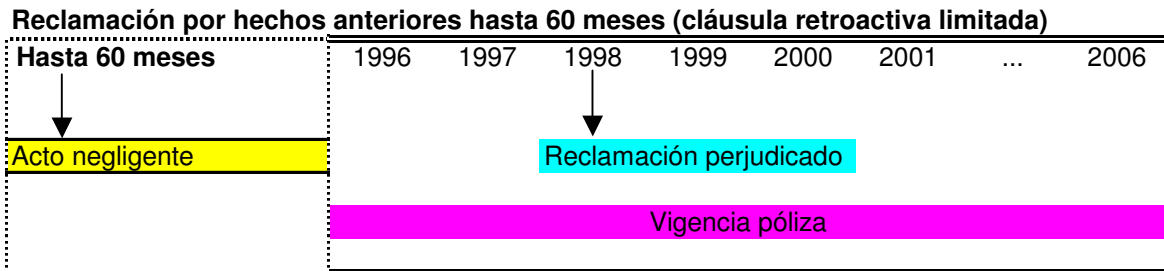 Reclamación por hechos anteriores hasta 60 meses (cláusula retroactiva limitada)
Hasta 60 meses 1996 1997 1998 1999 2000 2001 ... 2006
Acto negligente Reclamación perjudicado
Vigencia póliza